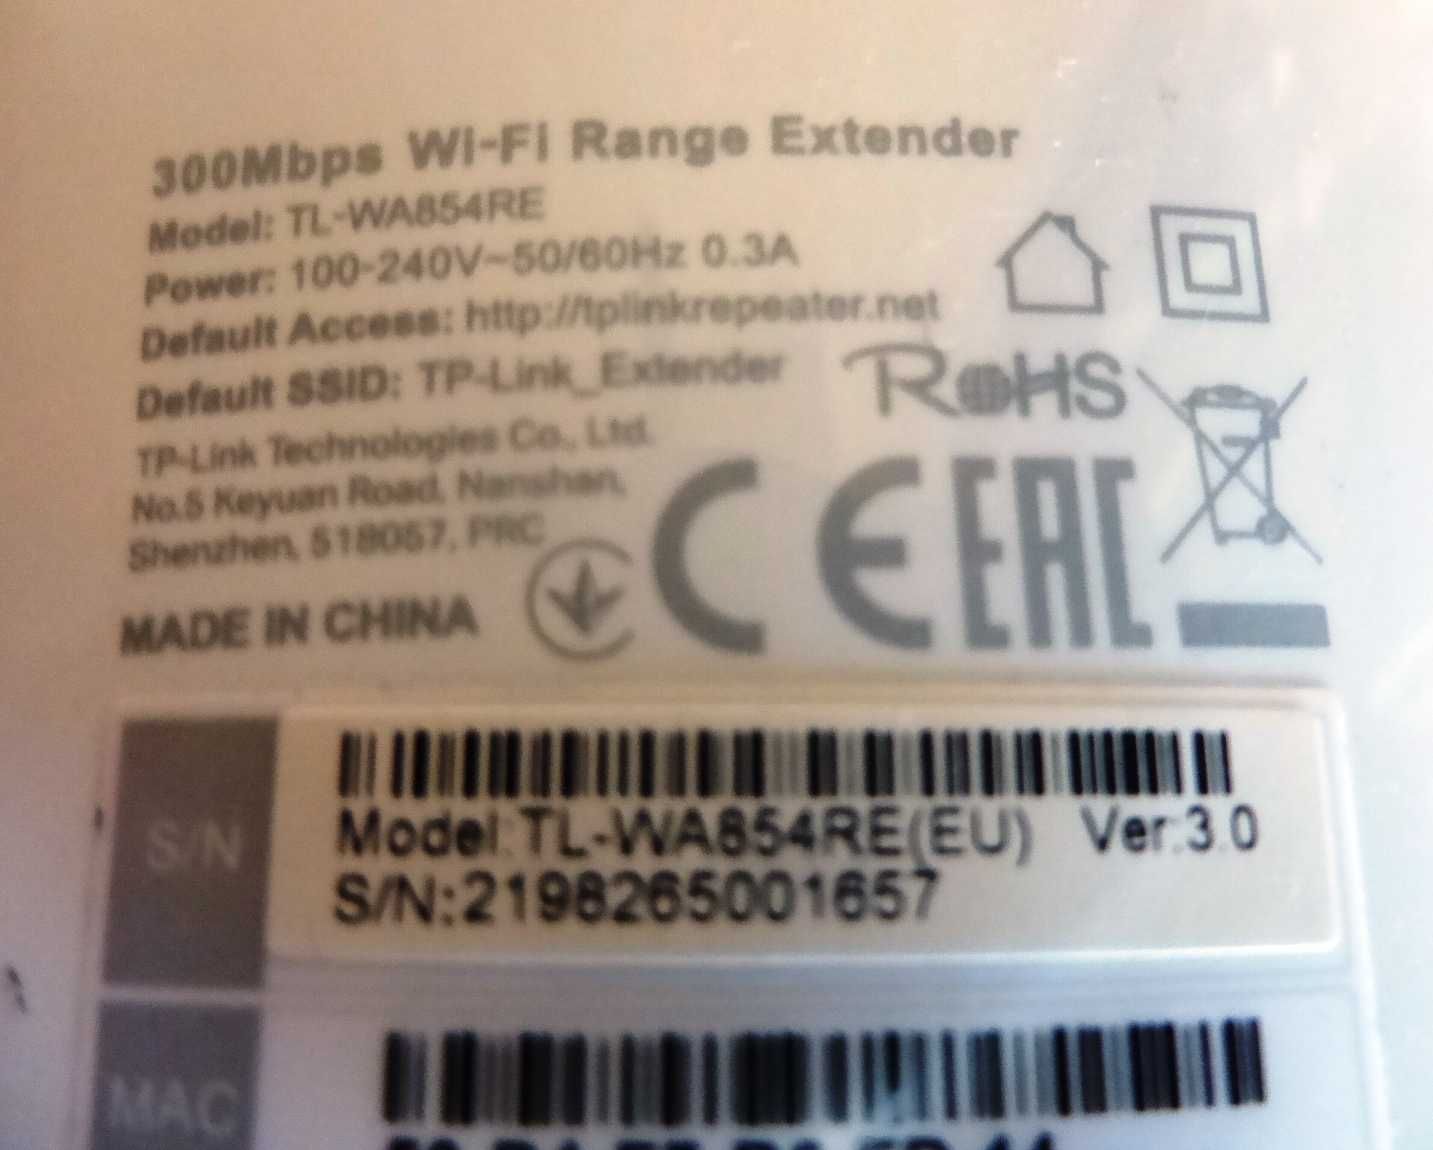 300Mbps Wi-Fi Range Extender
Model: TL-WA854RE
Power: 100-240V~50/60Hz 0.3A
Default Access: http://tplinkrepeater.net
Default SSID: TP-Link_Extender
TP-Link Technologies Co., Ltd.
No.5 Keyuan Road, Nanshan,
Shenzhen, 518057, PRC
MADE IN CHINA
RoHS
CE EAC
S/N
Model:TL-WA854RE(EU) Ver:3.0
S/N:2198265001657
MAC